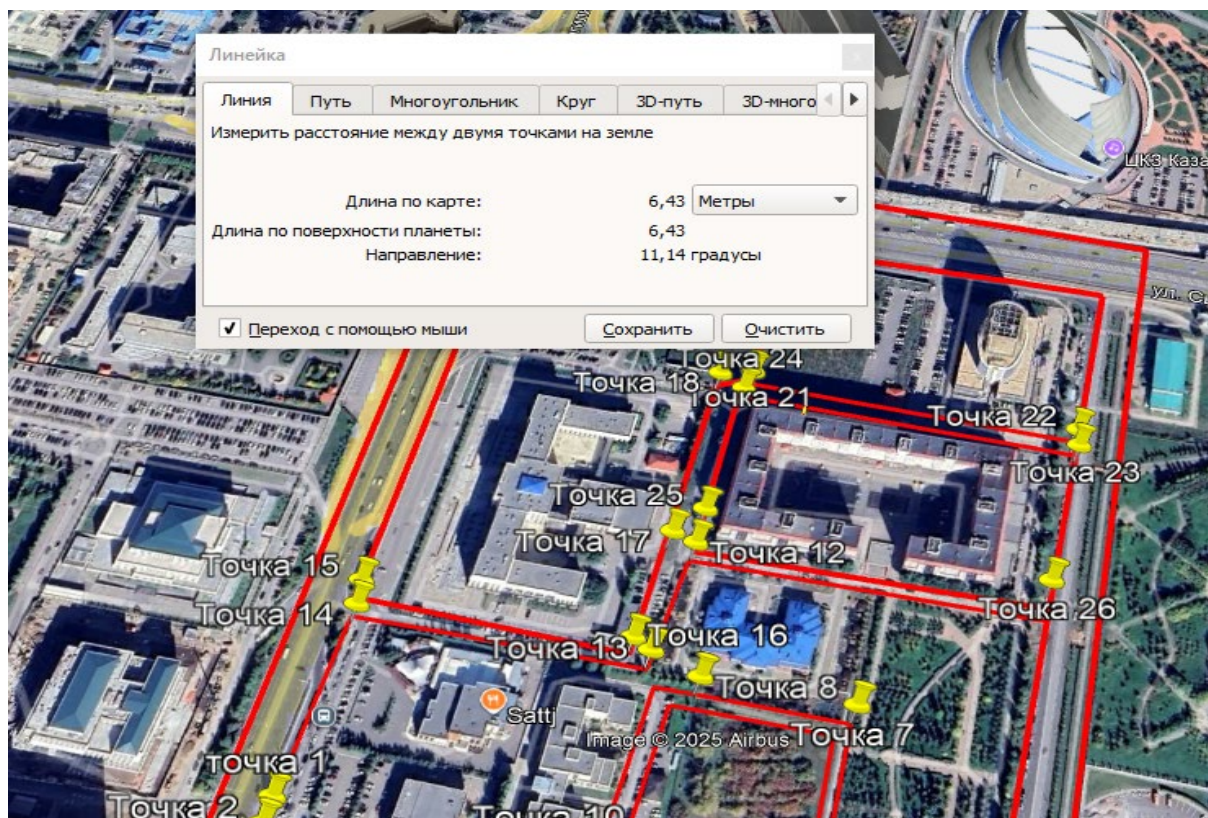 Линейка
Линия Путь Многоугольник Круг 3D-путь 3D-много
Измерить расстояние между двумя точками на земле
Длина по карте: 6,43 Метры
Длина по поверхности планеты: 6,43
Направление: 11,14 градусы
Переход с помощью мыши Сохранить Очистить
ШКЗ Каза
ул.
Точка 24
Точка 18
Точка 21
Точка 22
Точка 23
Точка 25
Точка 17
Точка 12
Точка 15
Точка 14
Точка 26
Точка 16
Точка 13
Точка 8
Sattj
Image © 2025 Airbus
Точка 7
точка 1
Точка 2
Точка 10